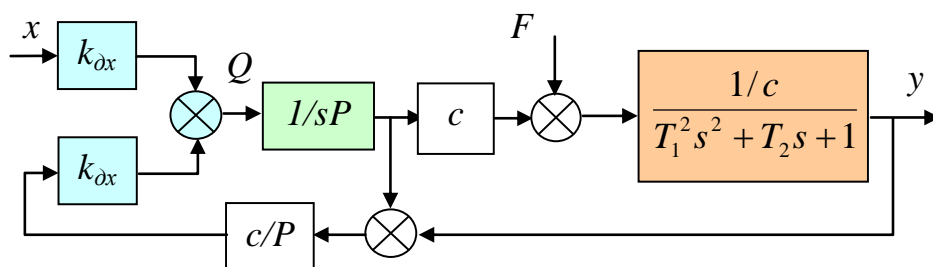 x
k∂x
Q
1/sP
c
F
1/c
T₁²s² + T₂s + 1
y
k∂x
c/P